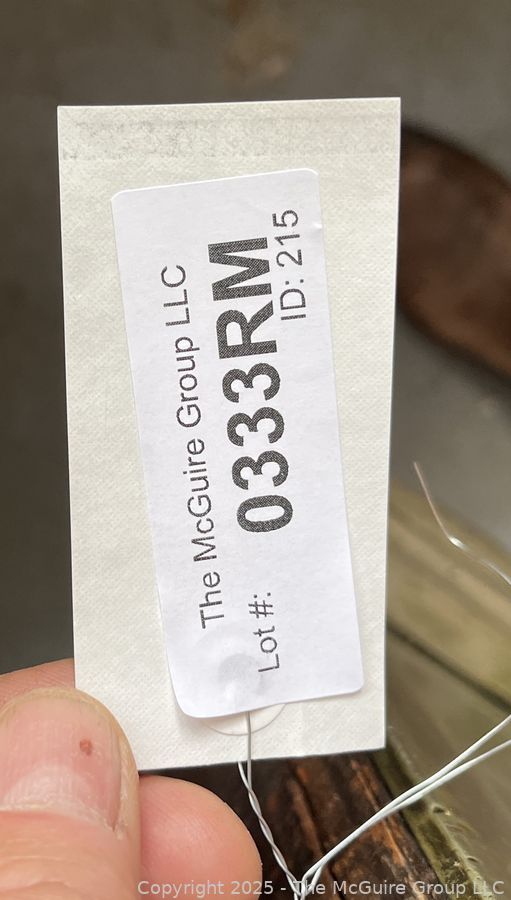 The McGuire Group LLC
Lot #: 0333RM
ID: 215
Copyright 2025 - The McGuire Group LLC